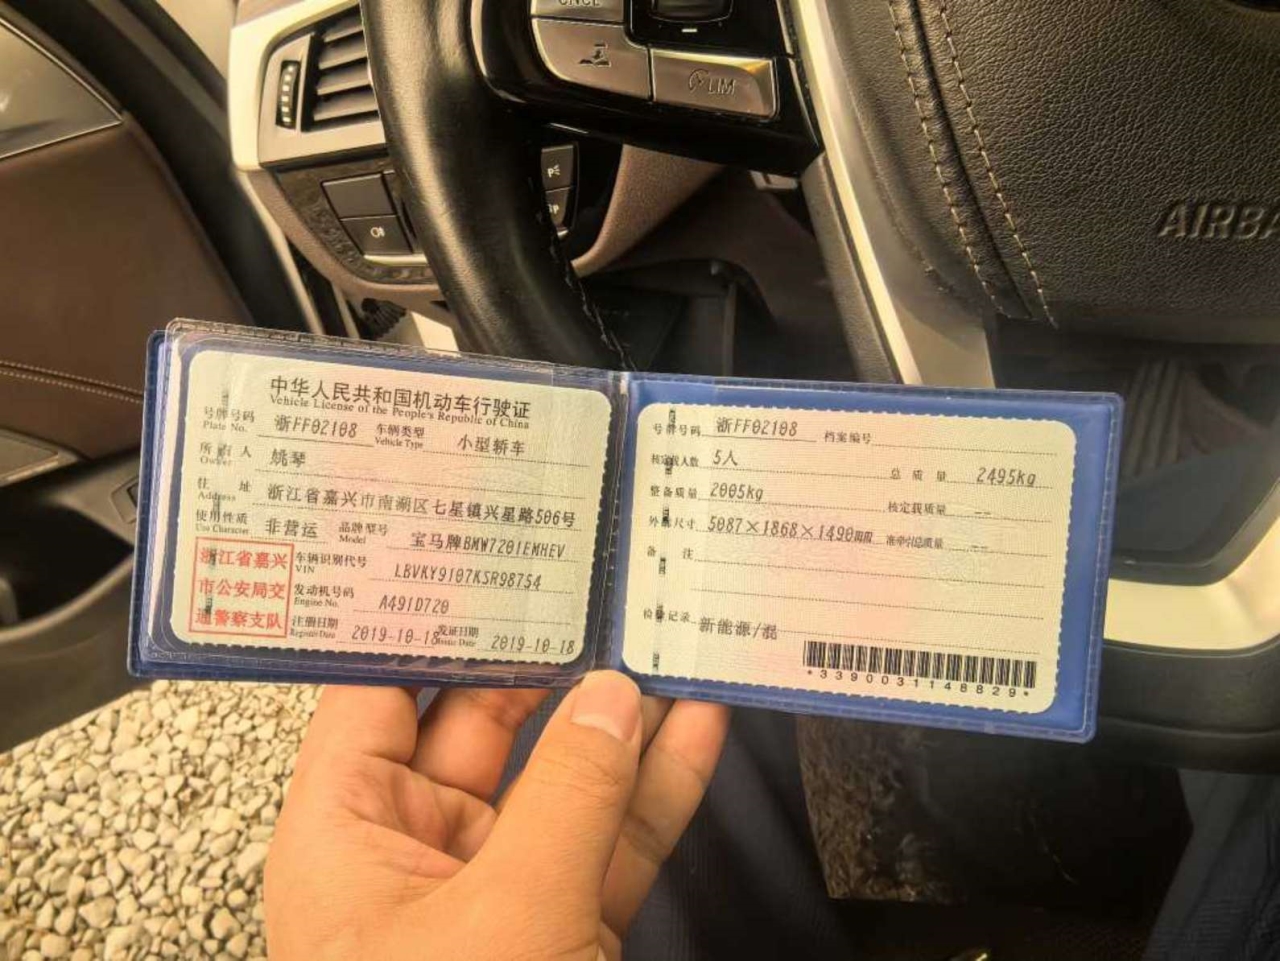 CNCL
LIM
P
AIRBA
中华人民共和国机动车行驶证
Vehicle License of the People's Republic of China
号牌号码 浙FF02108 车辆类型 小型轿车
Plate No. Vehicle Type
所有人 姚琴
Owner
住址 浙江省嘉兴市南湖区七星镇兴星路506号
Address
使用性质 非营运 品牌型号 宝马牌BMW7201EMHEV
Use Character Model
浙江省嘉兴
市公安局交
通警察支队
车辆识别代号 LBVKY9107KSR98754
VIN
发动机号码 A491D720
Engine No.
注册日期 2019-10-18 发证日期 2019-10-18
Register Date Issue Date
号牌号码 浙FF02108 档案编号
核定载人数 5人 总质量 2495kg
整备质量 2005kg 核定载质量 --
外廓尺寸 5087×1868×1490mm 准牵引总质量 --
备注
检验记录 新能源/混
*3390031148829*